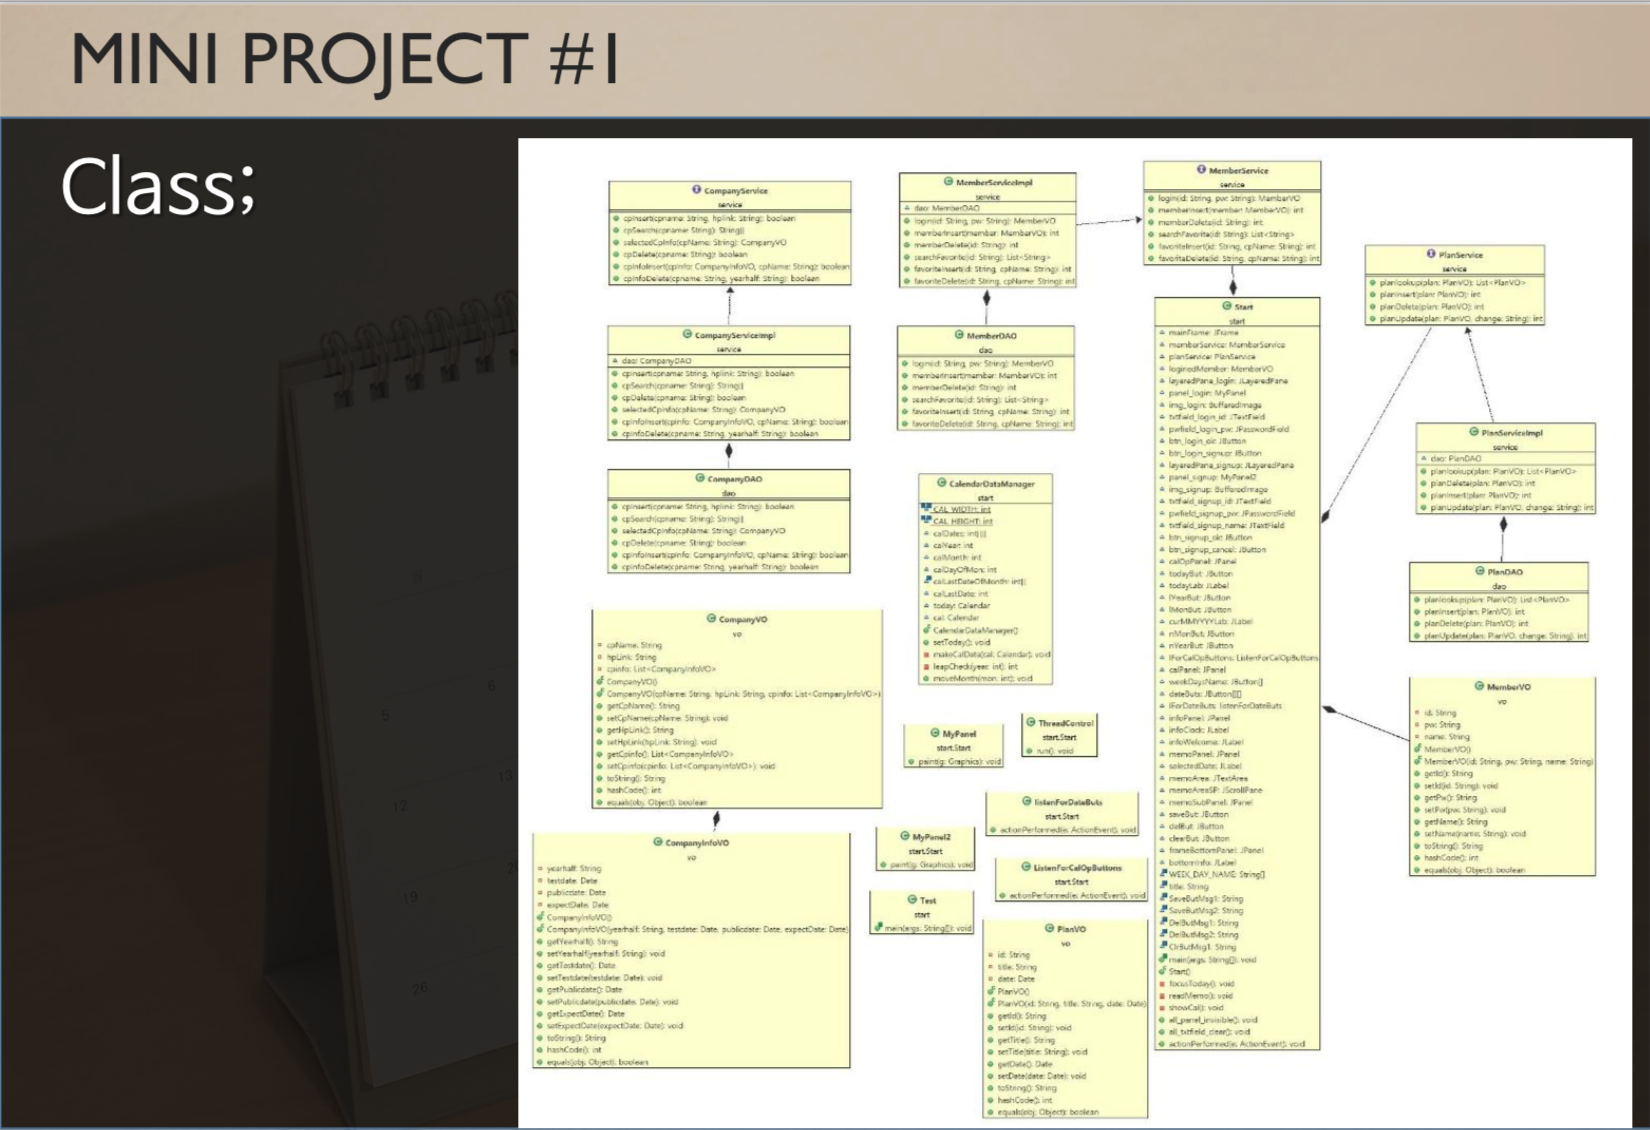 MINI PROJECT #1
Class;
CompanyService
service
cpInsert(cpname: String, hplink: String): boolean
cpSearch(cpname: String): String[]
selectedCpInfo(cpName: String): CompanyVO
cpDelete(cpname: String): boolean
cpInfoInsert(cpinfo: CompanyInfoVO, cpName: String): boolean
cpInfoDelete(cpname: String, yearhalf: String): boolean
CompanyServiceImpl
service
dao: CompanyDAO
cpInsert(cpname: String, hplink: String): boolean
cpSearch(cpname: String): String[]
cpDelete(cpname: String): boolean
selectedCpInfo(cpName: String): CompanyVO
cpInfoInsert(cpinfo: CompanyInfoVO, cpName: String): boolean
cpInfoDelete(cpname: String, yearhalf: String): boolean
CompanyDAO
dao
cpInsert(cpname: String, hplink: String): boolean
cpSearch(cpname: String): String[]
selectedCpInfo(cpName: String): CompanyVO
cpDelete(cpname: String): boolean
cpInfoInsert(cpinfo: CompanyInfoVO, cpName: String): boolean
cpInfoDelete(cpname: String, yearhalf: String): boolean
CompanyVO
vo
cpName: String
hpLink: String
cpinfo: List<CompanyInfoVO>
CompanyVO()
CompanyVO(cpName: String, hpLink: String, cpinfo: List<CompanyInfoVO>)
getCpName(): String
setCpName(cpName: String): void
getHpLink(): String
setHpLink(hpLink: String): void
getCpinfo(): List<CompanyInfoVO>
setCpinfo(cpinfo: List<CompanyInfoVO>): void
toString(): String
hashCode(): int
equals(obj: Object): boolean
CompanyInfoVO
vo
yearhalf: String
testdate: Date
publicdate: Date
expectDate: Date
CompanyInfoVO()
CompanyInfoVO(yearhalf: String, testdate: Date, publicdate: Date, expectDate: Date)
getYearhalf(): String
setYearhalf(yearhalf: String): void
getTestdate(): Date
setTestdate(testdate: Date): void
getPublicdate(): Date
setPublicdate(publicdate: Date): void
getExpectDate(): Date
setExpectDate(expectDate: Date): void
toString(): String
hashCode(): int
equals(obj: Object): boolean
MemberServiceImpl
service
dao: MemberDAO
login(id: String, pw: String): MemberVO
memberInsert(member: MemberVO): int
memberDelete(id: String): int
searchFavorite(id: String): List<String>
favoriteInsert(id: String, cpName: String): int
favoriteDelete(id: String, cpName: String): int
MemberDAO
dao
login(id: String, pw: String): MemberVO
memberInsert(member: MemberVO): int
memberDelete(id: String): int
searchFavorite(id: String): List<String>
favoriteInsert(id: String, cpName: String): int
favoriteDelete(id: String, cpName: String): int
CalendarDataManager
start
CAL_WIDTH: int
CAL_HEIGHT: int
calDates: int[][]
calYear: int
calMonth: int
calDayOfMon: int
calLastDateOfMonth: int[]
calLastDate: int
today: Calendar
cal: Calendar
CalendarDataManager()
setToday(): void
makeCalData(cal: Calendar): void
leapCheck(year: int): int
moveMonth(mon: int): void
MyPanel
start.Start
paint(g: Graphics): void
ThreadControl
start.Start
run(): void
listenForDateButs
start.Start
actionPerformed(e: ActionEvent): void
MyPanel2
start.Start
paint(g: Graphics): void
ListenForCalOpButtons
start.Start
actionPerformed(e: ActionEvent): void
Test
start
main(args: String[]): void
PlanVO
vo
id: String
title: String
date: Date
PlanVO()
PlanVO(id: String, title: String, date: Date)
getId(): String
setId(id: String): void
getTitle(): String
setTitle(title: String): void
getDate(): Date
setDate(date: Date): void
toString(): String
hashCode(): int
equals(obj: Object): boolean
MemberService
service
login(id: String, pw: String): MemberVO
memberInsert(member: MemberVO): int
memberDelete(id: String): int
searchFavorite(id: String): List<String>
favoriteInsert(id: String, cpName: String): int
favoriteDelete(id: String, cpName: String): int
Start
start
mainFrame: JFrame
memberService: MemberService
planService: PlanService
loginedMember: MemberVO
layeredPane_login: JLayeredPane
panel_login: MyPanel
img_login: BufferedImage
txtfield_login_id: JTextField
pwfield_login_pw: JPasswordField
btn_login_ok: JButton
btn_login_signup: JButton
layeredPane_signup: JLayeredPane
panel_signup: MyPanel2
img_signup: BufferedImage
txtfield_signup_id: JTextField
pwfield_signup_pw: JPasswordField
txtfield_signup_name: JTextField
btn_signup_ok: JButton
btn_signup_cancel: JButton
calOpPanel: JPanel
todayBut: JButton
todayLab: JLabel
lYearBut: JButton
lMonBut: JButton
curMMYYYYLab: JLabel
nMonBut: JButton
nYearBut: JButton
lForCalOpButtons: ListenForCalOpButtons
calPanel: JPanel
weekDaysName: JButton[]
dateButs: JButton[][]
lForDateButs: listenForDateButs
infoPanel: JPanel
infoClock: JLabel
infoWelcome: JLabel
memoPanel: JPanel
selectedDate: JLabel
memoArea: JTextArea
memoAreaSP: JScrollPane
memoSubPanel: JPanel
saveBut: JButton
delBut: JButton
clearBut: JButton
frameBottomPanel: JPanel
bottomInfo: JLabel
WEEK_DAY_NAME: String[]
title: String
SaveButMsg1: String
SaveButMsg2: String
DelButMsg1: String
DelButMsg2: String
ClrButMsg1: String
main(args: String[]): void
Start()
focusToday(): void
readMemo(): void
showCal(): void
all_panel_invisible(): void
all_txtfield_clear(): void
actionPerformed(e: ActionEvent): void
PlanService
service
planlookup(plan: PlanVO): List<PlanVO>
planInsert(plan: PlanVO): int
planDelete(plan: PlanVO): int
planUpdate(plan: PlanVO, change: String): int
PlanServiceImpl
service
dao: PlanDAO
planlookup(plan: PlanVO): List<PlanVO>
planDelete(plan: PlanVO): int
planInsert(plan: PlanVO): int
planUpdate(plan: PlanVO, change: String): int
PlanDAO
dao
planlookup(plan: PlanVO): List<PlanVO>
planInsert(plan: PlanVO): int
planDelete(plan: PlanVO): int
planUpdate(plan: PlanVO, change: String): int
MemberVO
vo
id: String
pw: String
name: String
MemberVO()
MemberVO(id: String, pw: String, name: String)
getId(): String
setId(id: String): void
getPw(): String
setPw(pw: String): void
getName(): String
setName(name: String): void
toString(): String
hashCode(): int
equals(obj: Object): boolean
6
5
13
12
19
26